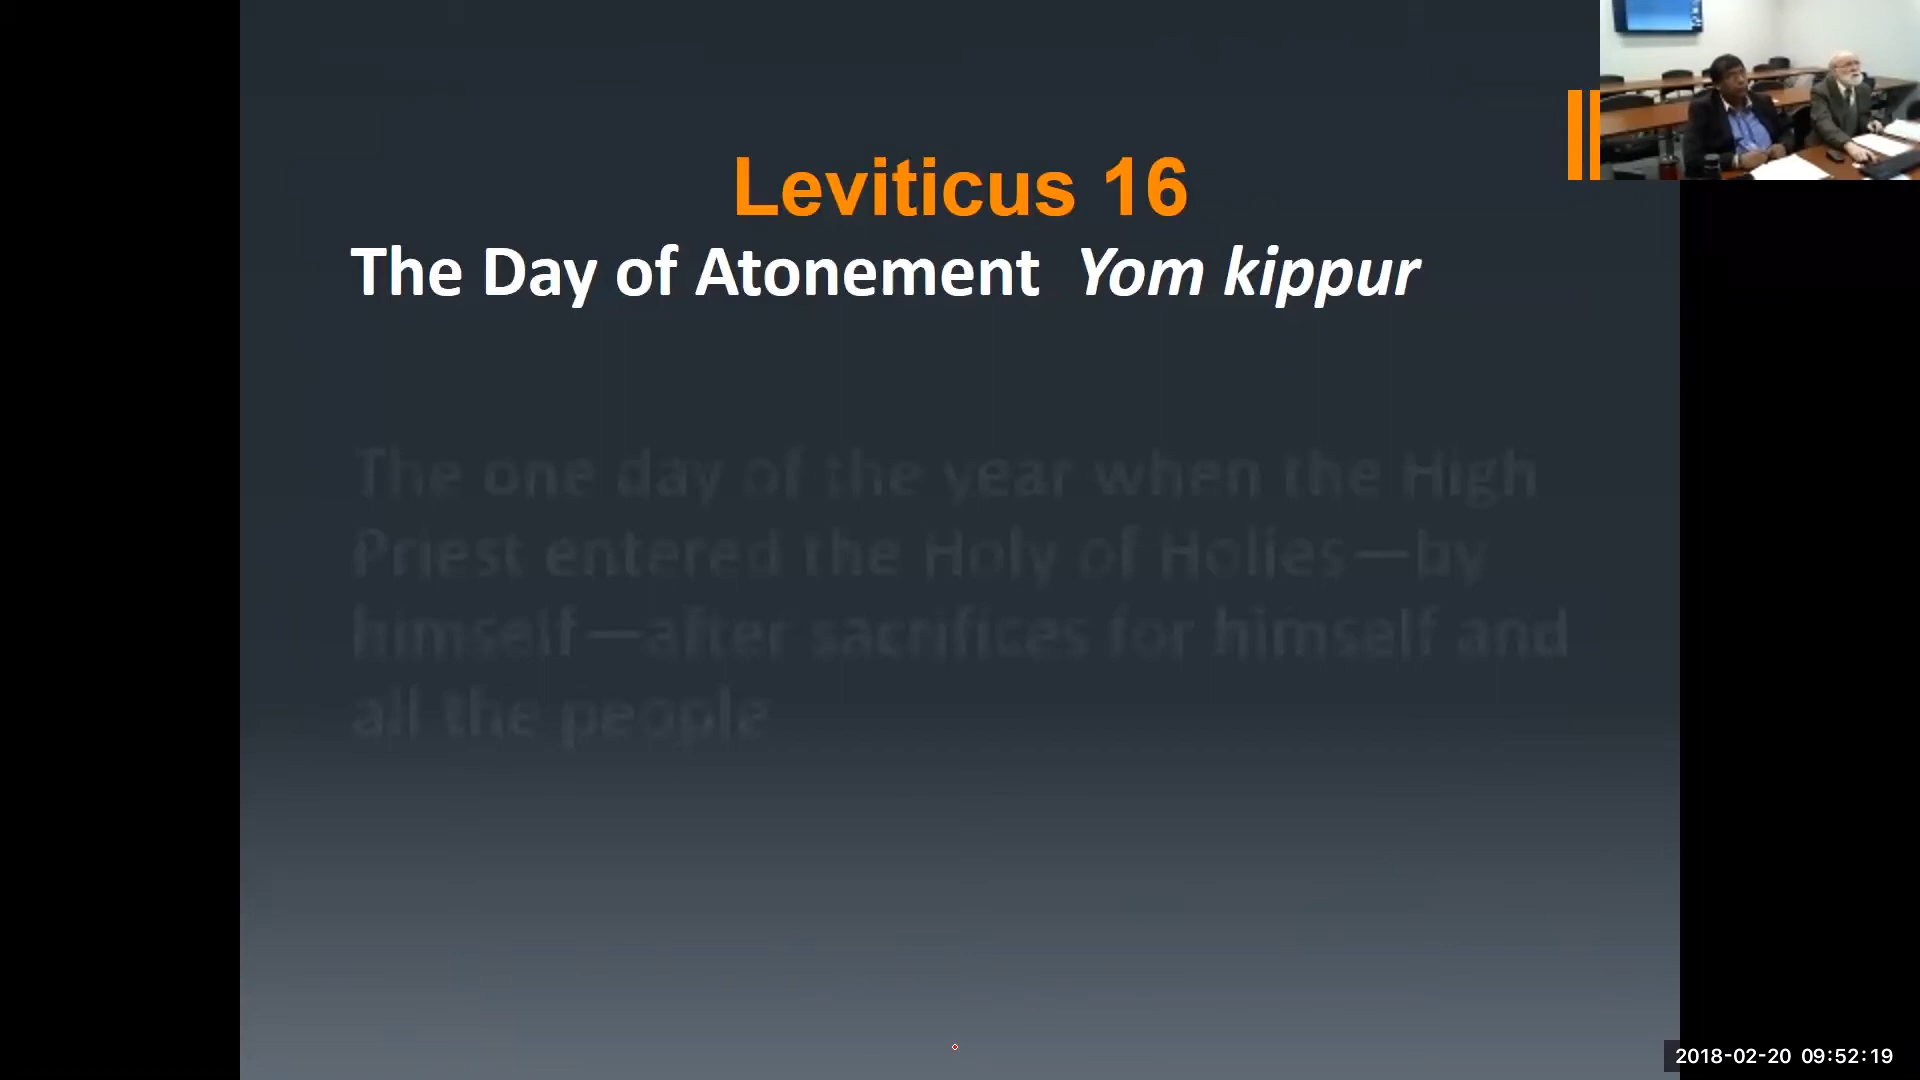 Leviticus 16
The Day of Atonement Yom kippur
The one day of the year when the High
Priest entered the Holy of Holies—by
himself—after sacrifices for himself and
all the people
2018-02-20 09:52:19